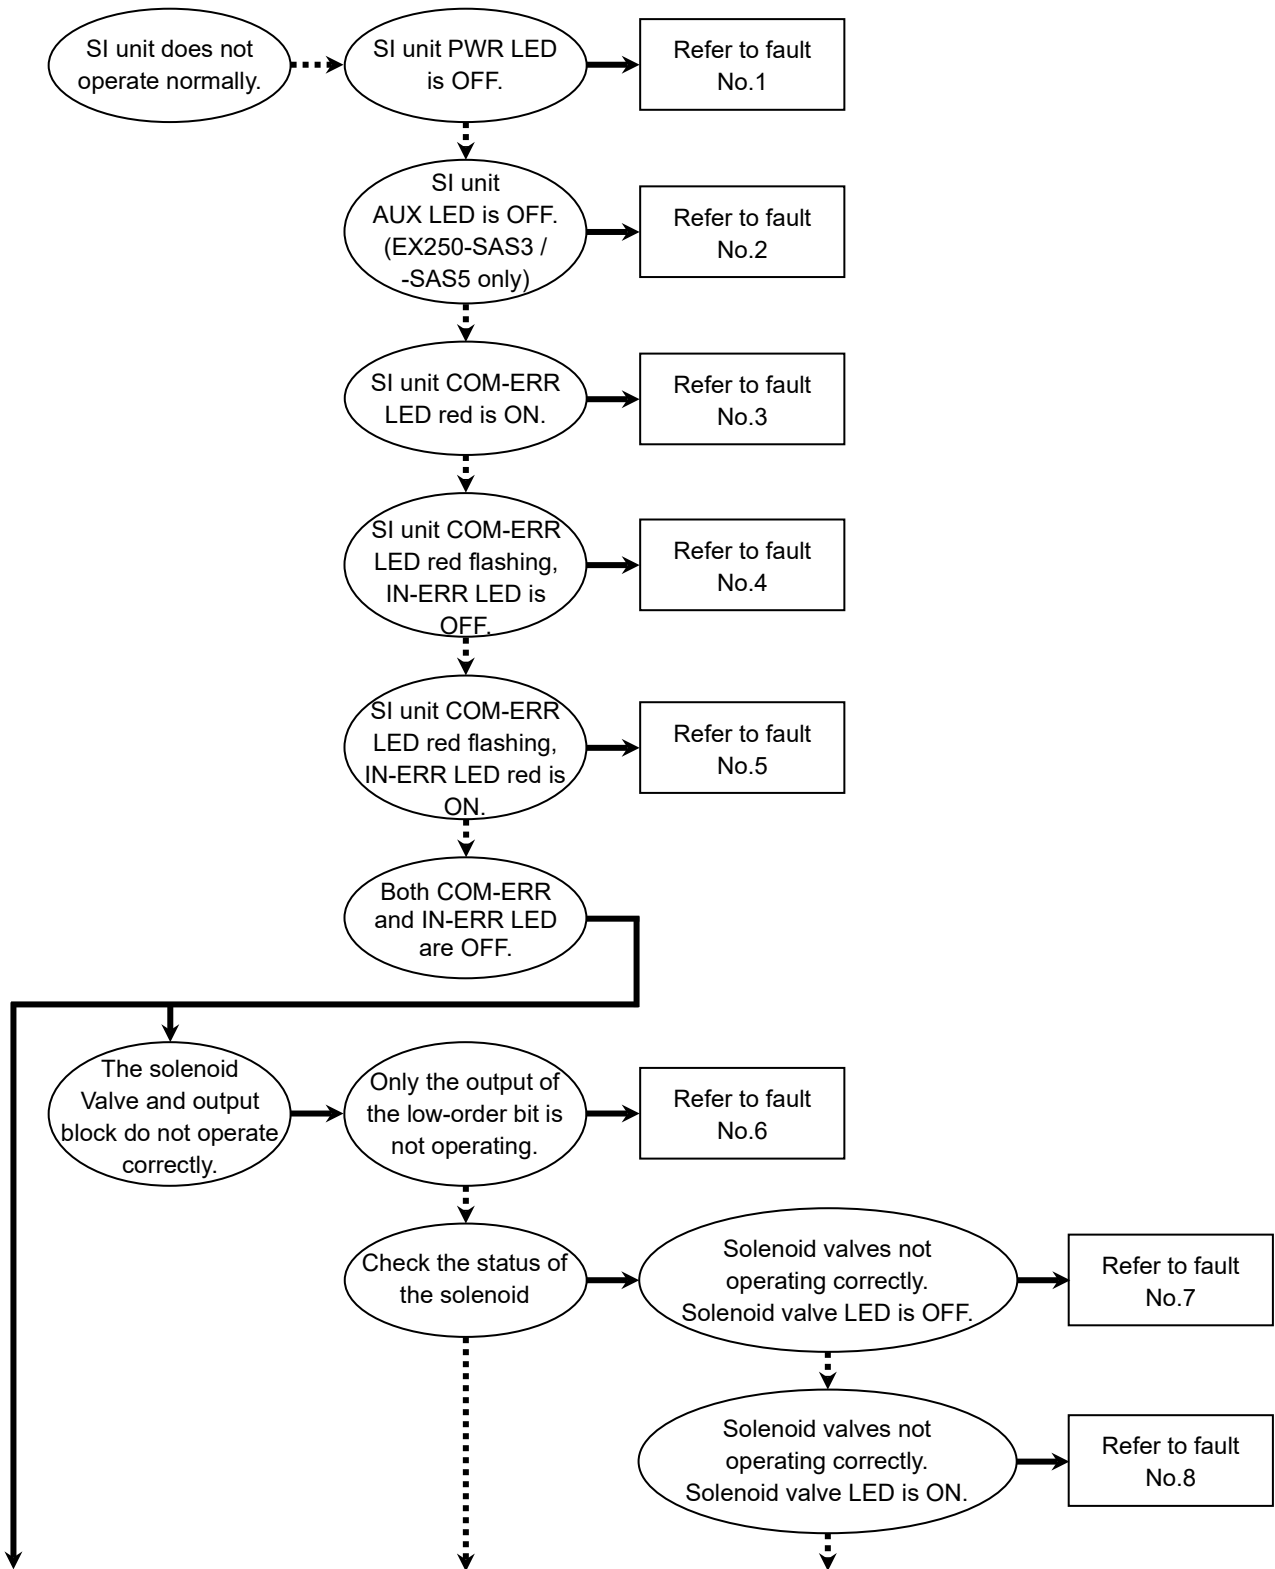 SI unit does not
operate normally.
SI unit PWR LED
is OFF.
Refer to fault
No.1
SI unit
AUX LED is OFF.
(EX250-SAS3 /
-SAS5 only)
Refer to fault
No.2
SI unit COM-ERR
LED red is ON.
Refer to fault
No.3
SI unit COM-ERR
LED red flashing,
IN-ERR LED is
OFF.
Refer to fault
No.4
SI unit COM-ERR
LED red flashing,
IN-ERR LED red is
ON.
Refer to fault
No.5
Both COM-ERR
and IN-ERR LED
are OFF.
The solenoid
Valve and output
block do not operate
correctly.
Only the output of
the low-order bit is
not operating.
Refer to fault
No.6
Check the status of
the solenoid
Solenoid valves not
operating correctly.
Solenoid valve LED is OFF.
Refer to fault
No.7
Solenoid valves not
operating correctly.
Solenoid valve LED is ON.
Refer to fault
No.8